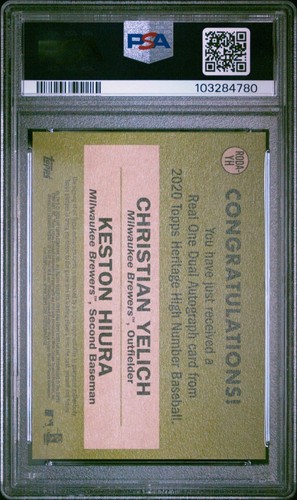 PSA
103284780
RODA-
YH
CONGRATULATIONS!
You have just received a
Real One Dual Autograph card from
2020 Topps Heritage High Number Baseball.
CHRISTIAN YELICH
Milwaukee Brewers™, Outfielder
KESTON HIURA
Milwaukee Brewers™, Second Baseman
topps